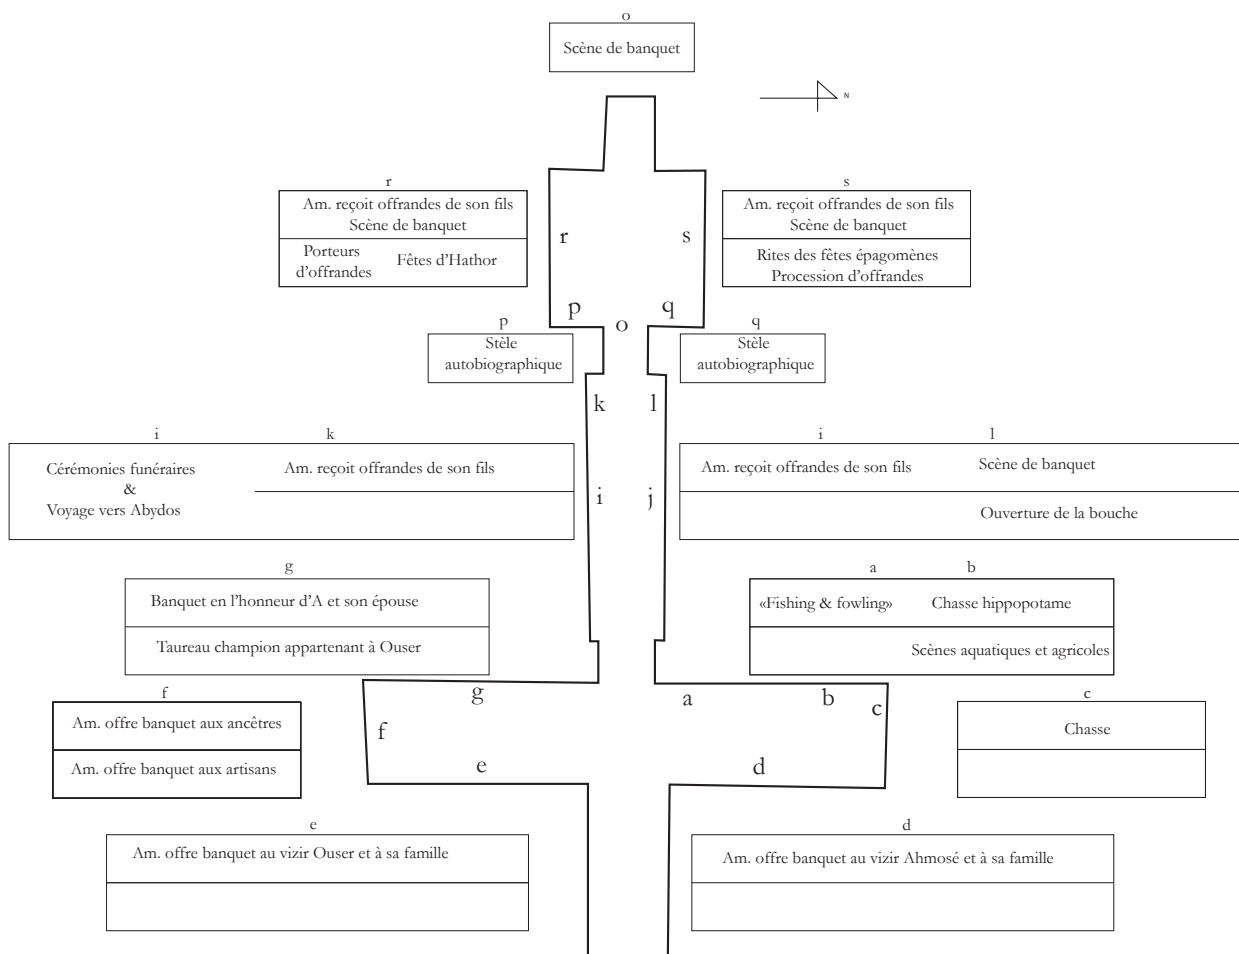 o
Scène de banquet
N
r
Am. reçoit offrandes de son fils
Scène de banquet
Porteurs
d'offrandes
Fêtes d'Hathor
s
Am. reçoit offrandes de son fils
Scène de banquet
Rites des fêtes épagomènes
Procession d'offrandes
r
s
p
o
q
p
Stèle
autobiographique
q
Stèle
autobiographique
k
l
i
k
Cérémonies funéraires
&
Voyage vers Abydos
Am. reçoit offrandes de son fils
i
l
Am. reçoit offrandes de son fils
Scène de banquet
Ouverture de la bouche
i
j
g
Banquet en l'honneur d'A et son épouse
Taureau champion appartenant à Ouser
a
b
«Fishing & fowling»
Chasse hippopotame
Scènes aquatiques et agricoles
g
a
b
c
f
e
d
f
Am. offre banquet aux ancêtres
Am. offre banquet aux artisans
c
Chasse
e
Am. offre banquet au vizir Ouser et à sa famille
d
Am. offre banquet au vizir Ahmosé et à sa famille